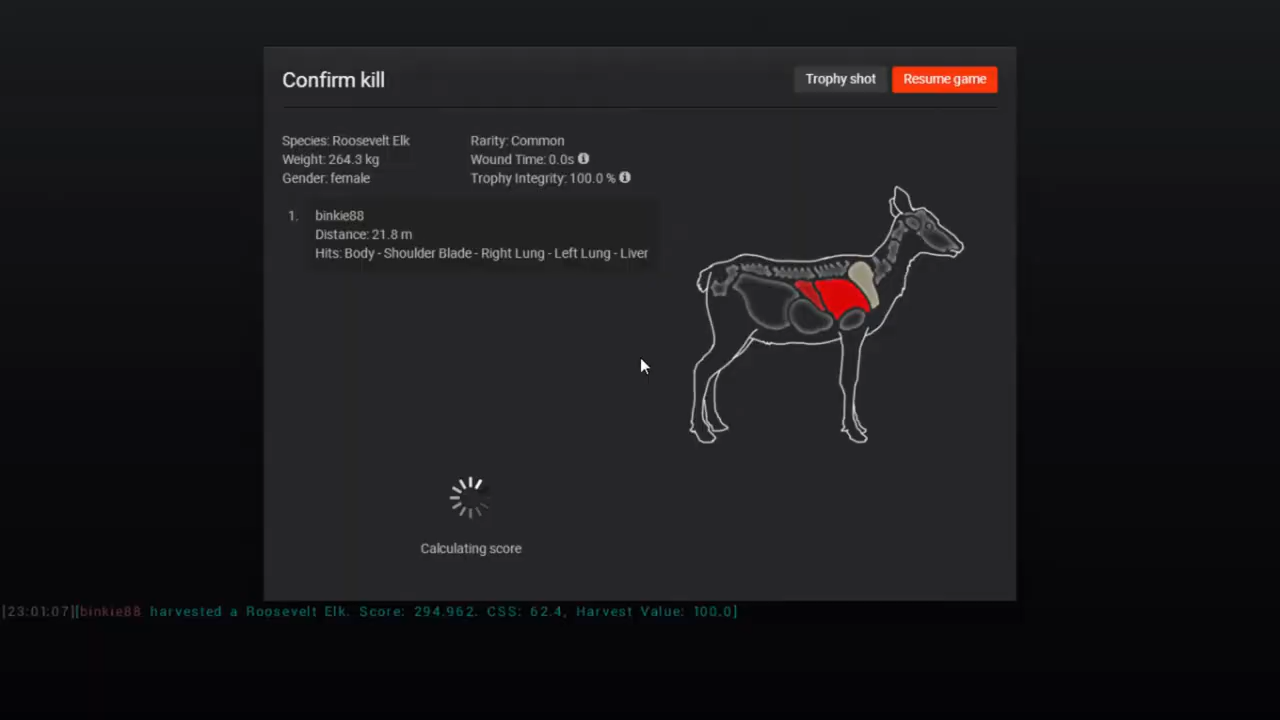 Confirm kill
Trophy shot
Resume game
Species: Roosevelt Elk
Weight: 264.3 kg
Gender: female
Rarity: Common
Wound Time: 0.0s
Trophy Integrity: 100.0 %
1. binkie88
Distance: 21.8 m
Hits: Body - Shoulder Blade - Right Lung - Left Lung - Liver
Calculating score
[23:01:07][binkie88 harvested a Roosevelt Elk. Score: 294.962. CSS: 62.4, Harvest Value: 100.0]